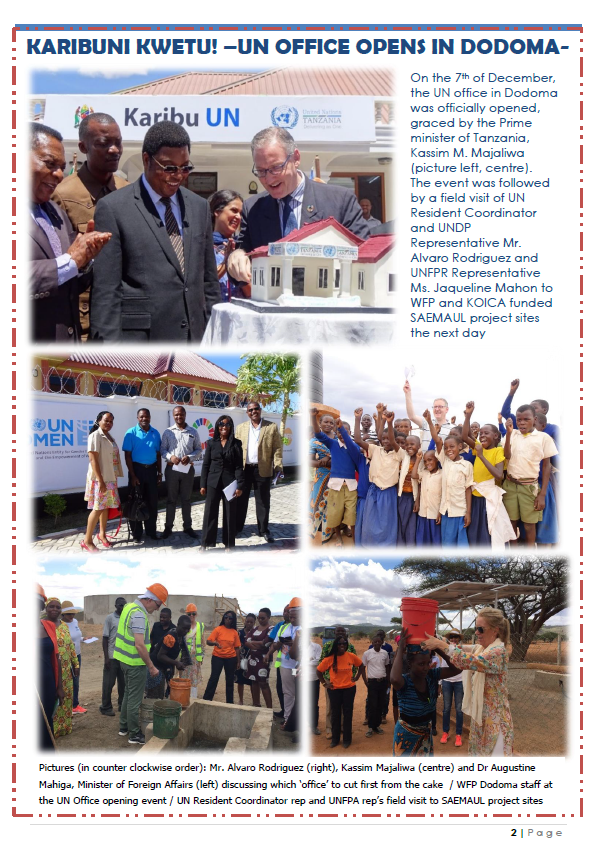 KARIBUNI KWETU! –UN OFFICE OPENS IN DODOMA-
Karibu UN
United Nations
TANZANIA
On the 7th of December,
the UN office in Dodoma
was officially opened,
graced by the Prime
minister of Tanzania,
Kassim M. Majaliwa
(picture left, centre).
The event was followed
by a field visit of UN
Resident Coordinator
and UNDP
Representative Mr.
Alvaro Rodriguez and
UNFPR Representative
Ms. Jaqueline Mahon to
WFP and KOICA funded
SAEMAUL project sites
the next day
UN
OMEN
Pictures (in counter clockwise order): Mr. Alvaro Rodriguez (right), Kassim Majaliwa (centre) and Dr Augustine
Mahiga, Minister of Foreign Affairs (left) discussing which 'office' to cut first from the cake / WFP Dodoma staff at
the UN Office opening event / UN Resident Coordinator rep and UNFPA rep's field visit to SAEMAUL project sites
2 | Page